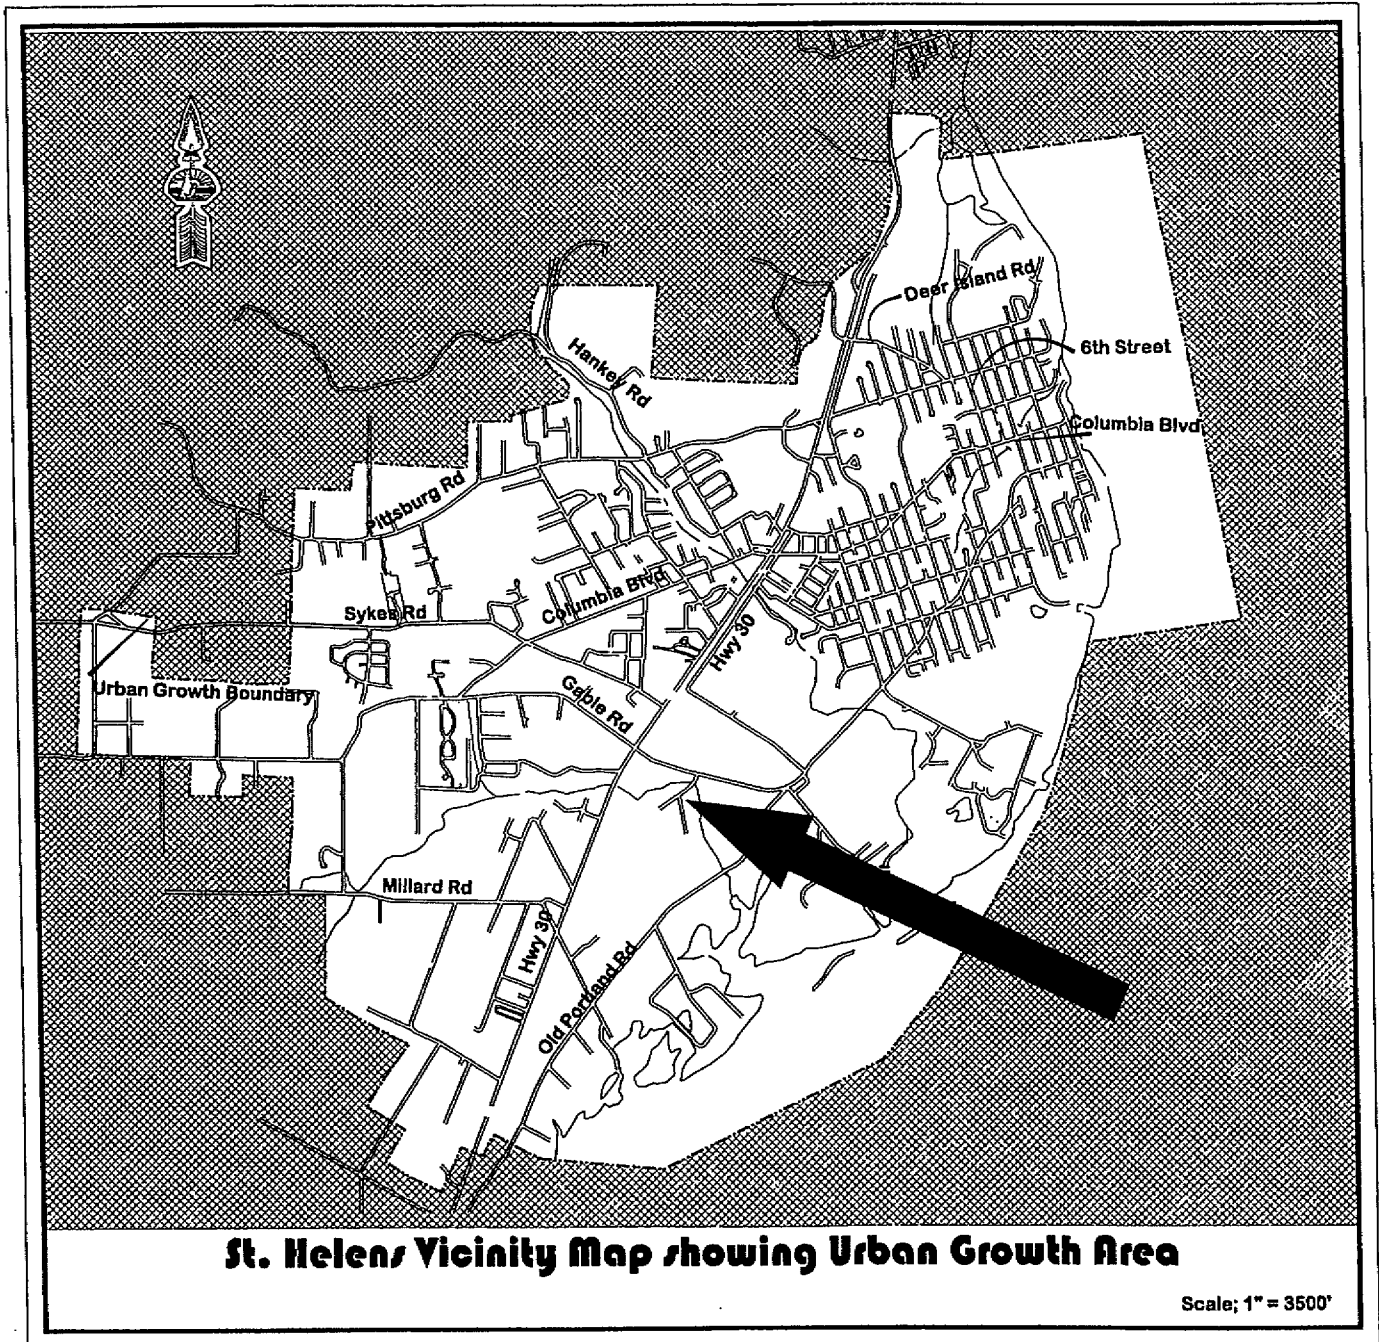 Deer Island Rd
6th Street
Hankey Rd
Columbia Blvd
Pittsburg Rd
Columbia Blvd
Sykes Rd
Hwy 30
Urban Growth Boundary
Gable Rd
Millard Rd
Hwy 30
Old Portland Rd
St. Helens Vicinity Map showing Urban Growth Area
Scale; 1" = 3500'